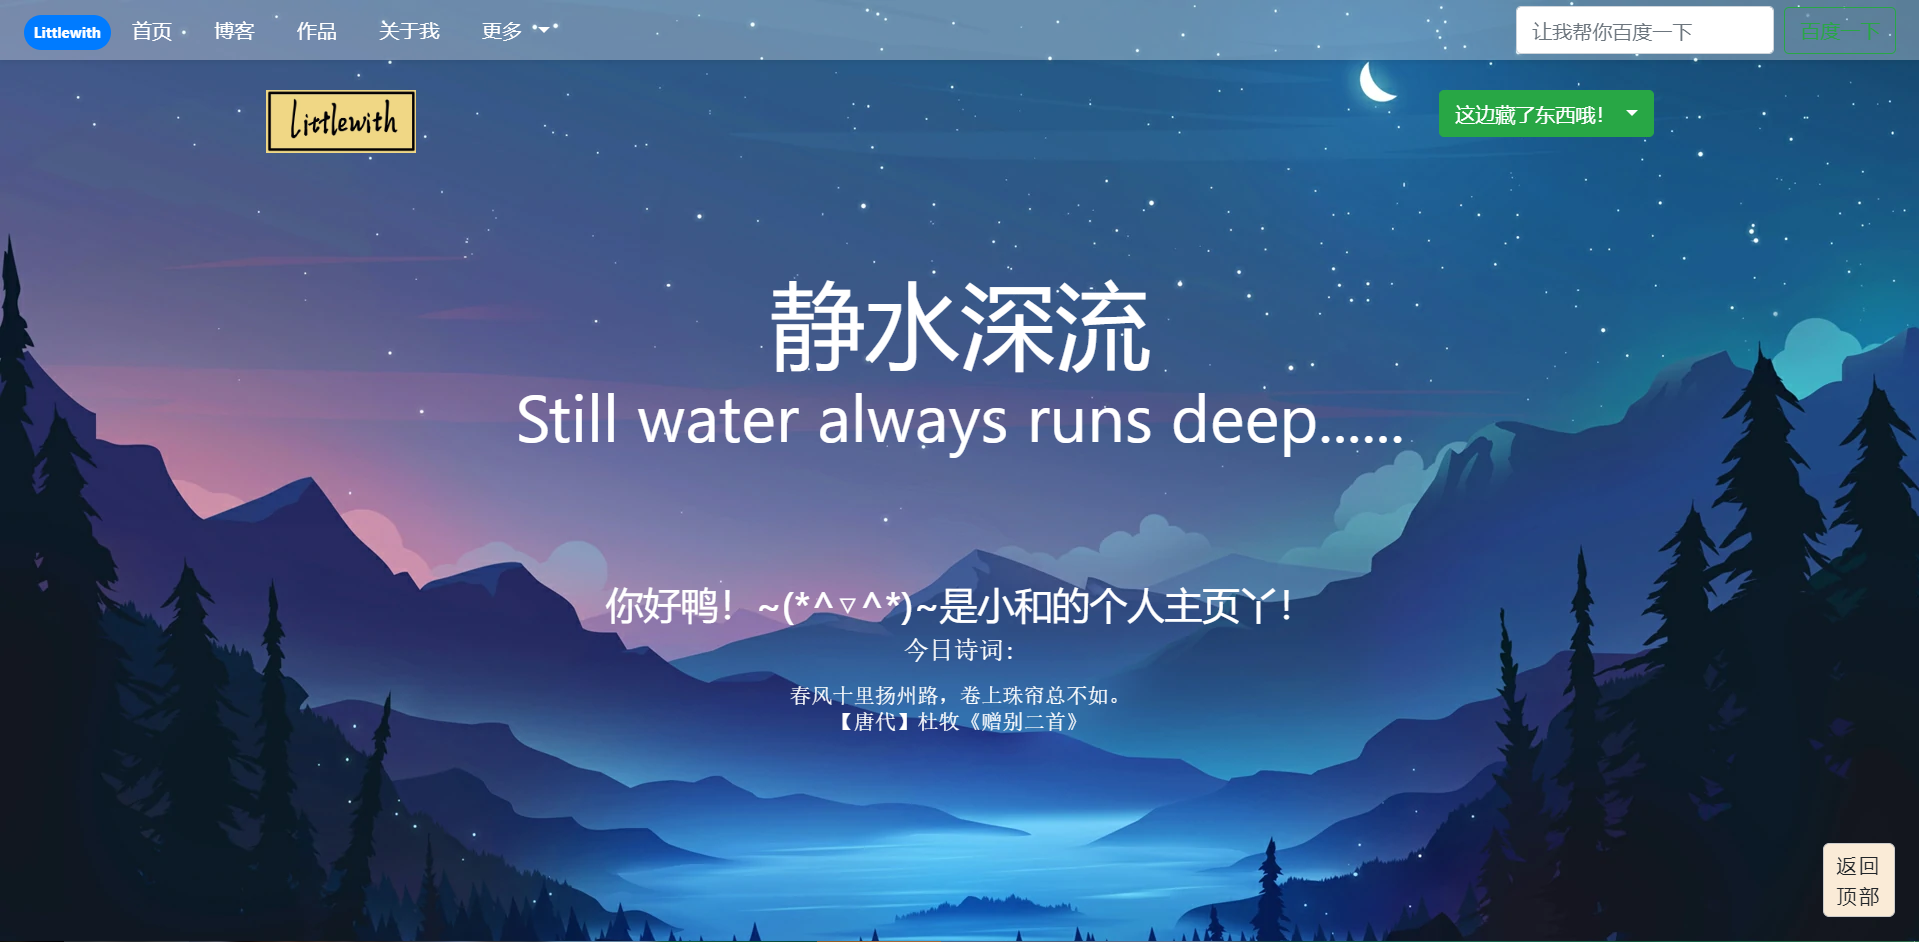 Littlewith 首页 博客 作品 关于我 更多 让我帮你百度一下 百度一下
Littlewith
这边藏了东西哦!
静水深流
Still water always runs deep......
你好鸭！~(*^▽^*)~是小和的个人主页丫！
今日诗词：
春风十里扬州路，卷上珠帘总不如。
【唐代】杜牧《赠别二首》
返回
顶部